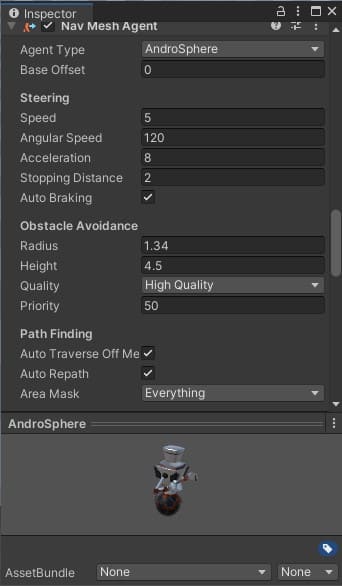 Inspector
Nav Mesh Agent
Agent Type AndroSphere
Base Offset 0
Steering
Speed 5
Angular Speed 120
Acceleration 8
Stopping Distance 2
Auto Braking
Obstacle Avoidance
Radius 1.34
Height 4.5
Quality High Quality
Priority 50
Path Finding
Auto Traverse Off Me
Auto Repath
Area Mask Everything
AndroSphere
AssetBundle None None